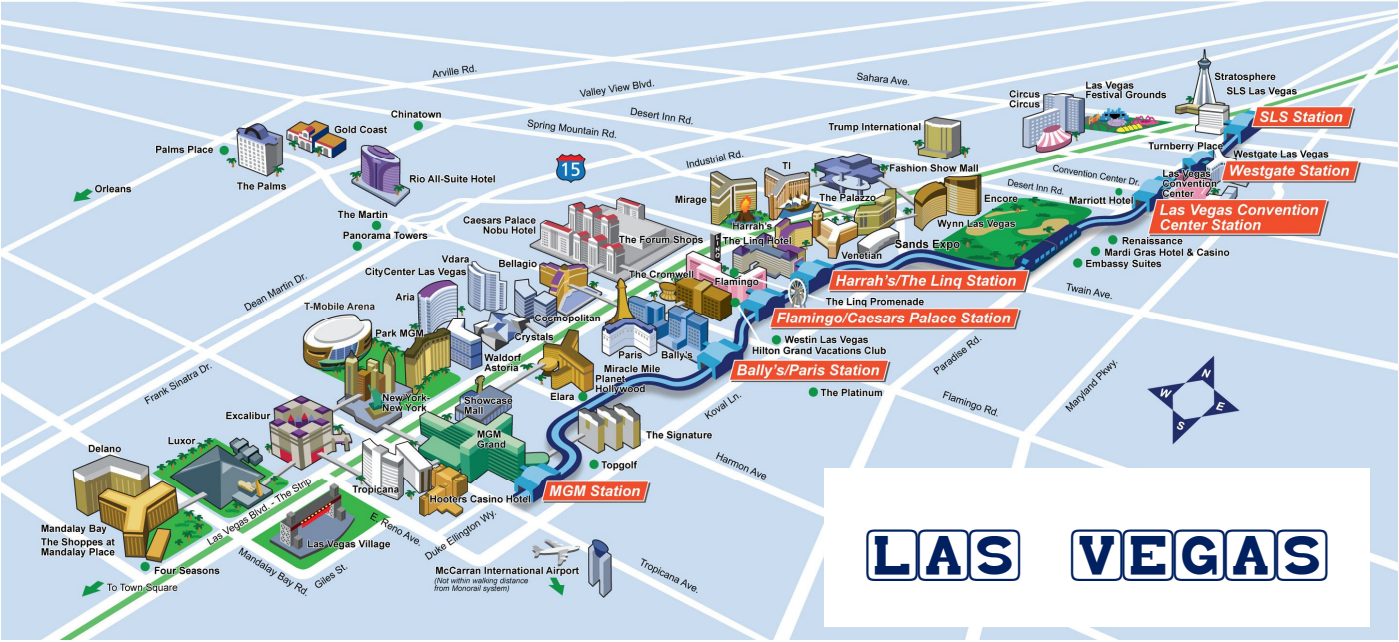 Arville Rd.
Valley View Blvd.
Sahara Ave.
Stratosphere
SLS Las Vegas
Las Vegas
Festival Grounds
Circus
Circus
SLS Station
Chinatown
Desert Inn Rd.
Spring Mountain Rd.
Trump International
Gold Coast
Palms Place
The Palms
Rio All-Suite Hotel
Orleans
15
Industrial Rd.
TI
Fashion Show Mall
Turnberry Place
Westgate Las Vegas
Westgate Station
Convention Center Dr.
Las Vegas
Convention
Center
Desert Inn Rd.
Marriott Hotel
Las Vegas Convention
Center Station
Mirage
The Palazzo
Encore
Wynn Las Vegas
The Martin
Panorama Towers
Caesars Palace
Nobu Hotel
The Forum Shops
Harrah's
The Linq Hotel
LINQ
Venetian
Sands Expo
Renaissance
Mardi Gras Hotel & Casino
Embassy Suites
Vdara
CityCenter Las Vegas
Bellagio
The Cromwell
Flamingo
Harrah's/The Linq Station
Twain Ave.
Dean Martin Dr.
Aria
T-Mobile Arena
Cosmopolitan
The Linq Promenade
Flamingo/Caesars Palace Station
Park MGM
Crystals
Paris
Bally's
Westin Las Vegas
Hilton Grand Vacations Club
Waldorf
Astoria
Miracle Mile
Planet
Hollywood
Bally's/Paris Station
Paradise Rd.
Maryland Pkwy.
Frank Sinatra Dr.
Elara
The Platinum
New York-
New York
Showcase
Mall
Koval Ln.
Flamingo Rd.
N
W
E
S
Excalibur
MGM
Grand
The Signature
Delano
Luxor
Harmon Ave
Topgolf
Tropicana
Hooters Casino Hotel
MGM Station
Las Vegas Blvd. - The Strip
Mandalay Bay
The Shoppes at
Mandalay Place
E. Reno Ave.
Duke Ellington Wy.
Las Vegas Village
Four Seasons
To Town Square
Mandalay Bay Rd.
Giles St.
McCarran International Airport
(Not within walking distance
from Monorail system)
Tropicana Ave.
LAS VEGAS